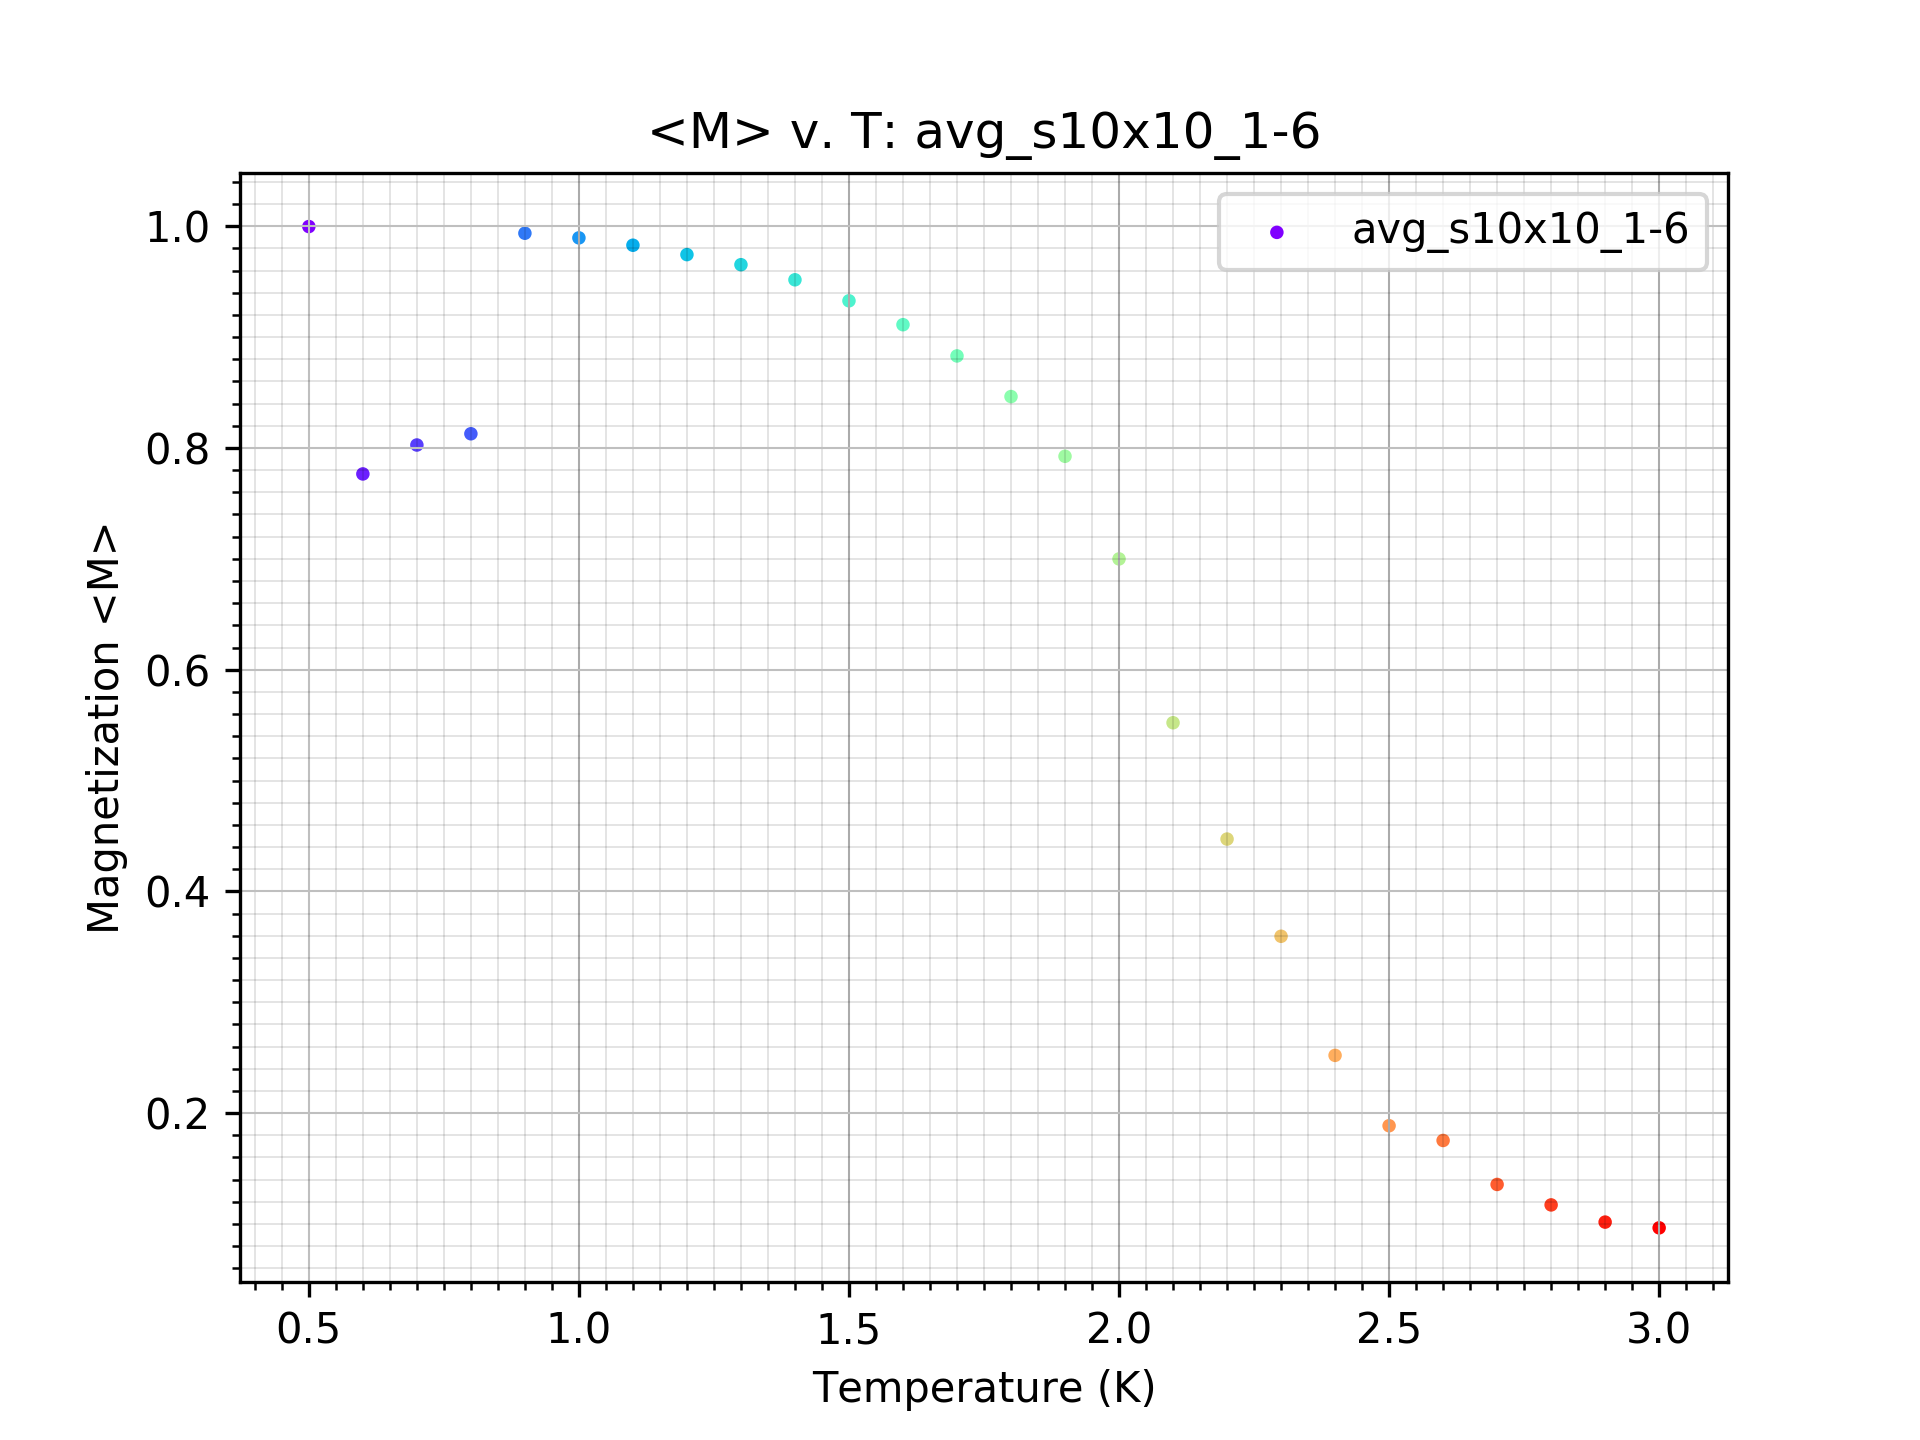 <M> v. T: avg_s10x10_1-6
avg_s10x10_1-6
1.0
0.8
0.6
0.4
0.2
Magnetization <M>
0.5 1.0 1.5 2.0 2.5 3.0
Temperature (K)